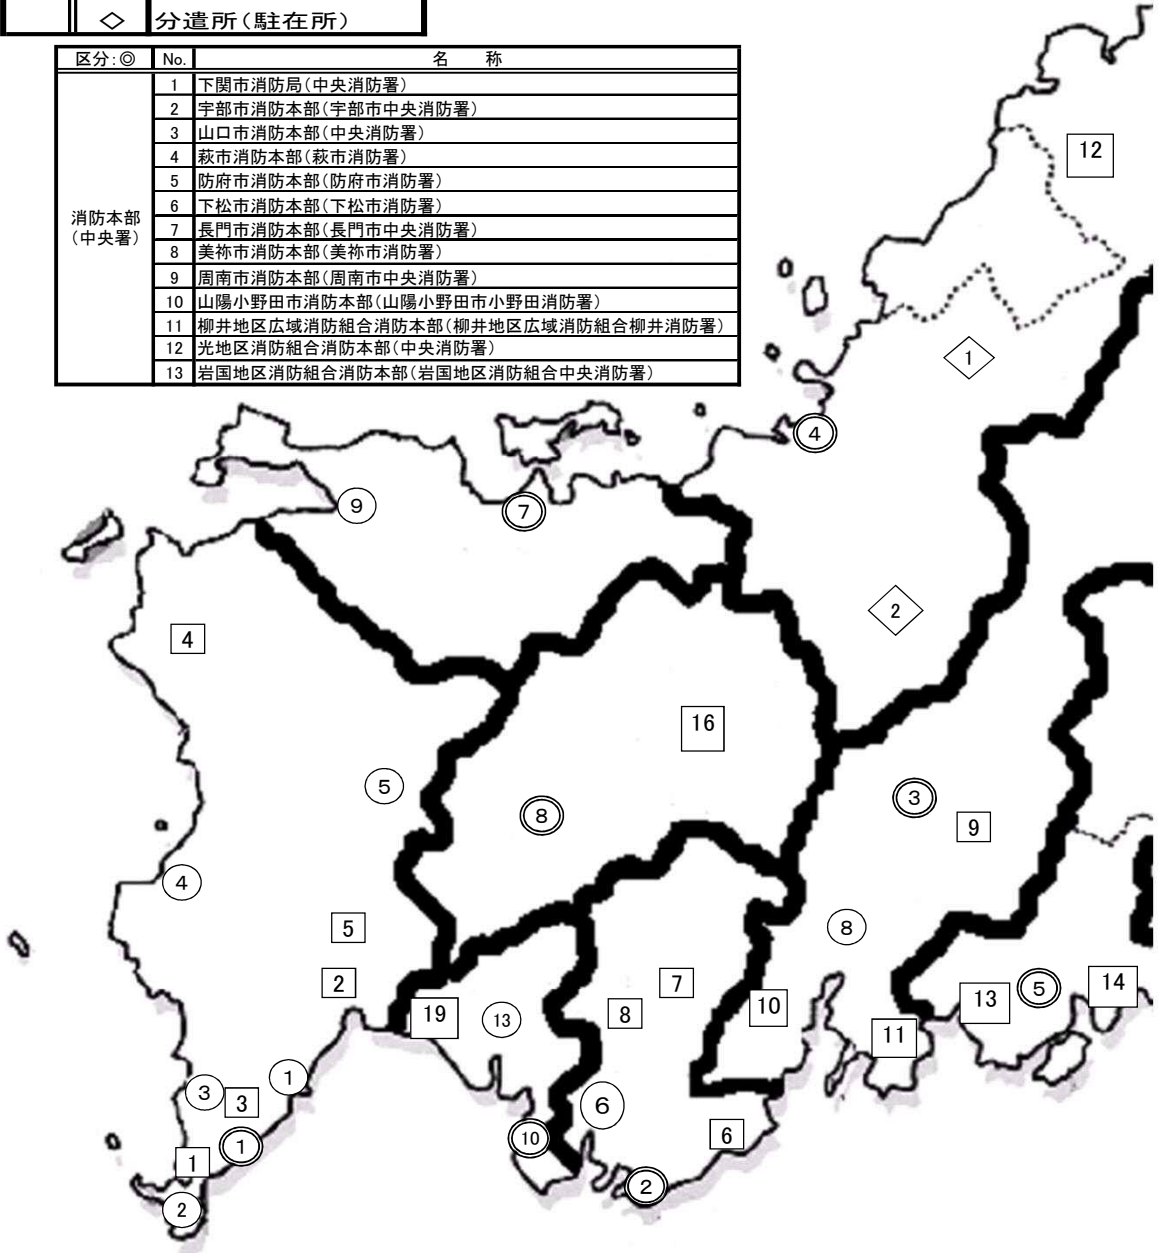 ◇ 分遣所(駐在所)
区分:◎ No. 名 称
消防本部
(中央署)
1 下関市消防局(中央消防署)
2 宇部市消防本部(宇部市中央消防署)
3 山口市消防本部(中央消防署)
4 萩市消防本部(萩市消防署)
5 防府市消防本部(防府市消防署)
6 下松市消防本部(下松市消防署)
7 長門市消防本部(長門市中央消防署)
8 美祢市消防本部(美祢市消防署)
9 周南市消防本部(周南市中央消防署)
10 山陽小野田市消防本部(山陽小野田市小野田消防署)
11 柳井地区広域消防組合消防本部(柳井地区広域消防組合柳井消防署)
12 光地区消防組合消防本部(中央消防署)
13 岩国地区消防組合消防本部(岩国地区消防組合中央消防署)
12
1
4
9
7
2
4
16
5
8
3
9
4
5
8
2
7
19
13
8
10
11
13
5
14
1
3
3
6
1
10
6
1
2
2